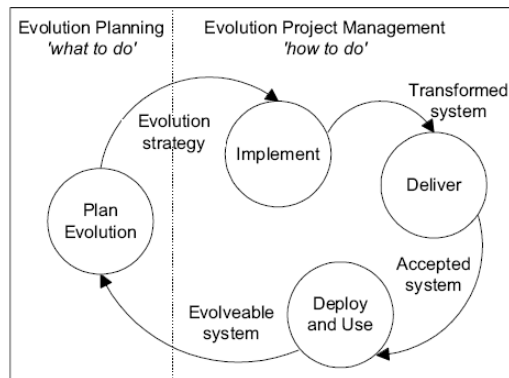 Evolution Planning
'what to do'
Evolution Project Management
'how to do'
Evolution
strategy
Implement
Transformed
system
Deliver
Plan
Evolution
Accepted
system
Evolveable
system
Deploy
and Use